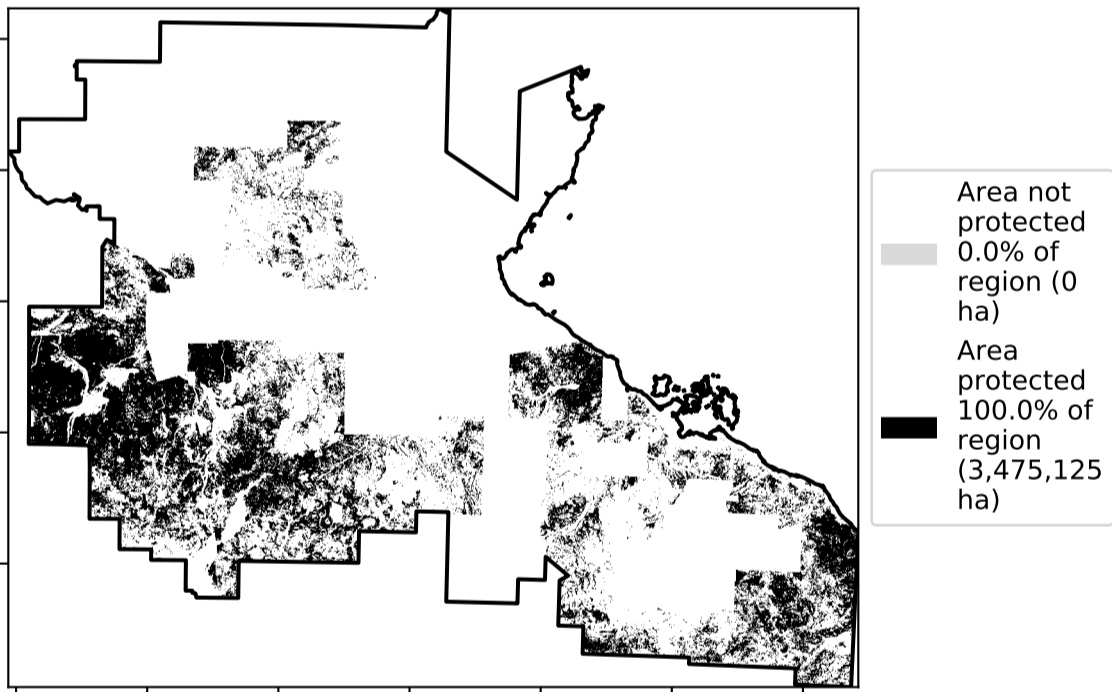 Area not
protected
0.0% of
region (0
ha)
Area
protected
100.0% of
region
(3,475,125
ha)